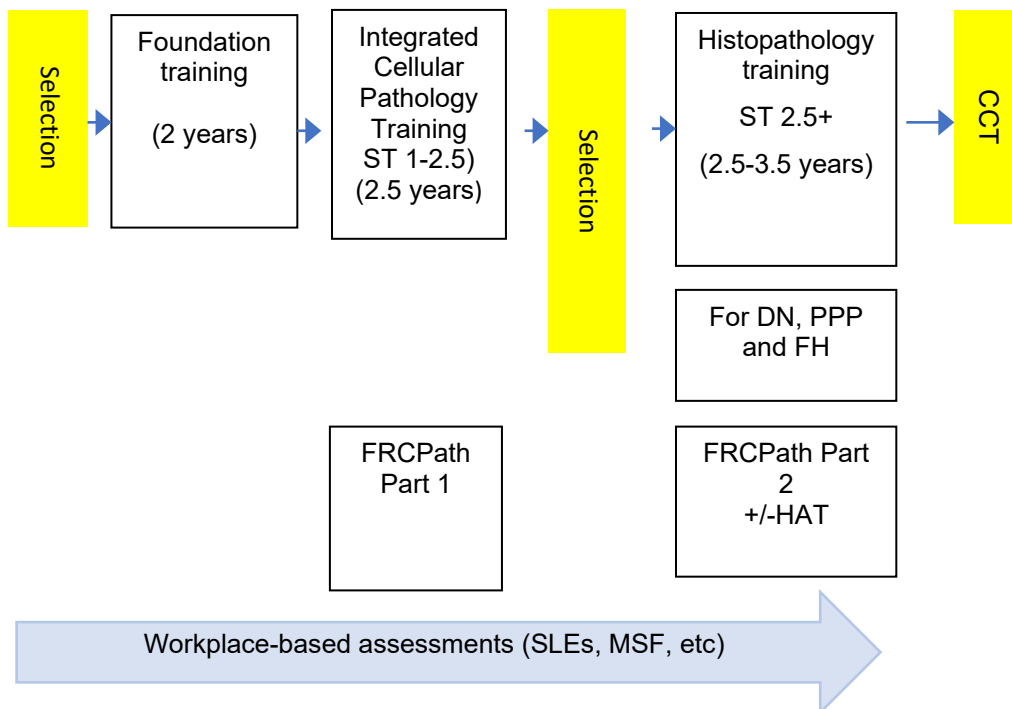 Selection
Foundation
training
(2 years)
Integrated
Cellular
Pathology
Training
ST 1-2.5)
(2.5 years)
Selection
Histopathology
training
ST 2.5+
(2.5-3.5 years)
CCT
For DN, PPP
and FH
FRCPath
Part 1
FRCPath Part
2
+/-HAT
Workplace-based assessments (SLEs, MSF, etc)